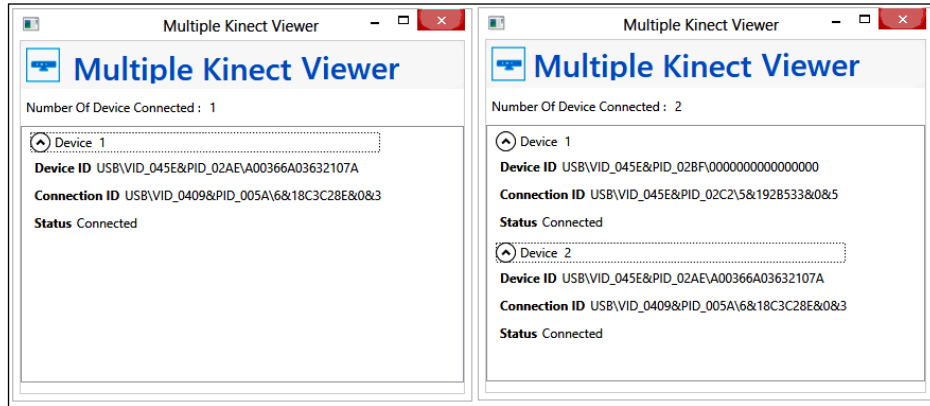 Multiple Kinect Viewer
Multiple Kinect Viewer
Number Of Device Connected : 1
Device 1
Device ID USB\VID_045E&PID_02AE\A00366A03632107A
Connection ID USB\VID_0409&PID_005A\6&18C3C28E&0&3
Status Connected
Multiple Kinect Viewer
Multiple Kinect Viewer
Number Of Device Connected : 2
Device 1
Device ID USB\VID_045E&PID_02BF\0000000000000000
Connection ID USB\VID_045E&PID_02C2\5&192B533&0&5
Status Connected
Device 2
Device ID USB\VID_045E&PID_02AE\A00366A03632107A
Connection ID USB\VID_0409&PID_005A\6&18C3C28E&0&3
Status Connected